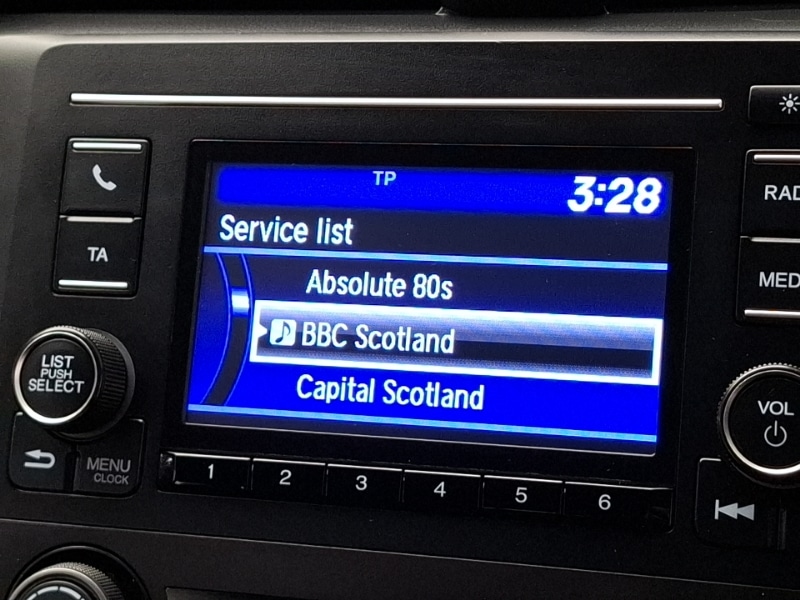 TP
3:28
Service list
Absolute 80s
BBC Scotland
Capital Scotland
TA
LIST
PUSH
SELECT
MENU
CLOCK
1 2 3 4 5 6
RAD
MED
VOL